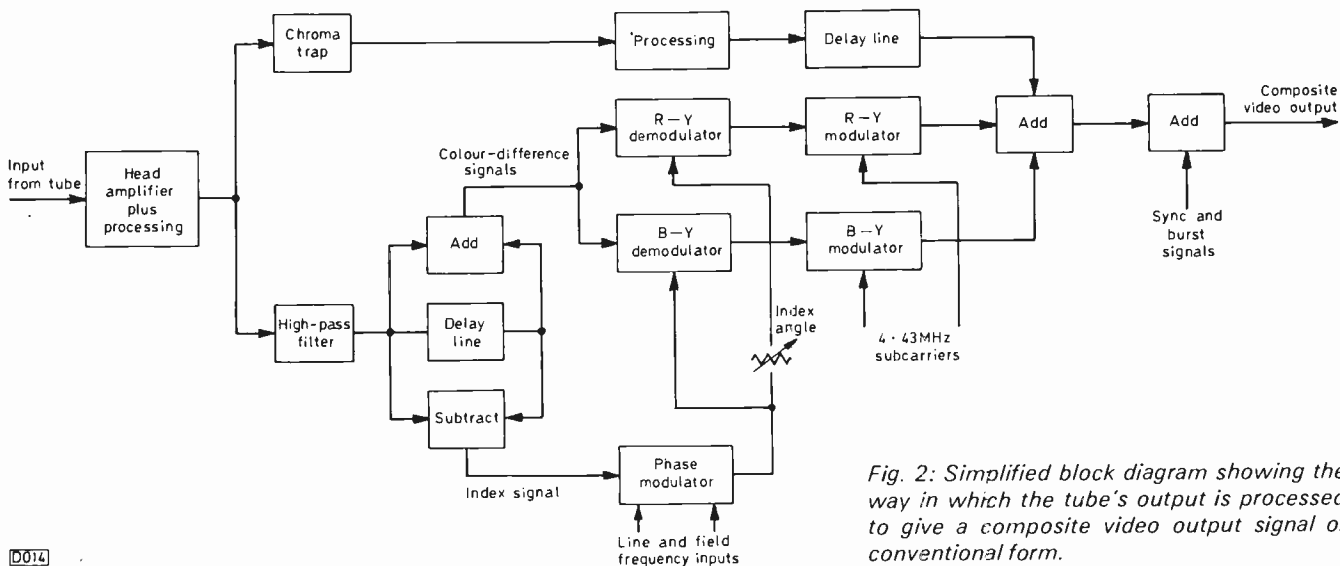 Chroma
trap
Processing
Delay line
Composite
video output
Input
from tube
Head
amplifier
plus
processing
Colour-difference
signals
R–Y
demodulator
R–Y
modulator
Add
Add
Add
B–Y
demodulator
B–Y
modulator
Sync and
burst
signals
High-pass
filter
Delay
line
Index
angle
4·43MHz
subcarriers
Subtract
Index signal
Phase
modulator
Line and field
frequency inputs
Fig. 2: Simplified block diagram showing the
way in which the tube's output is processed
to give a composite video output signal of
conventional form.
D014